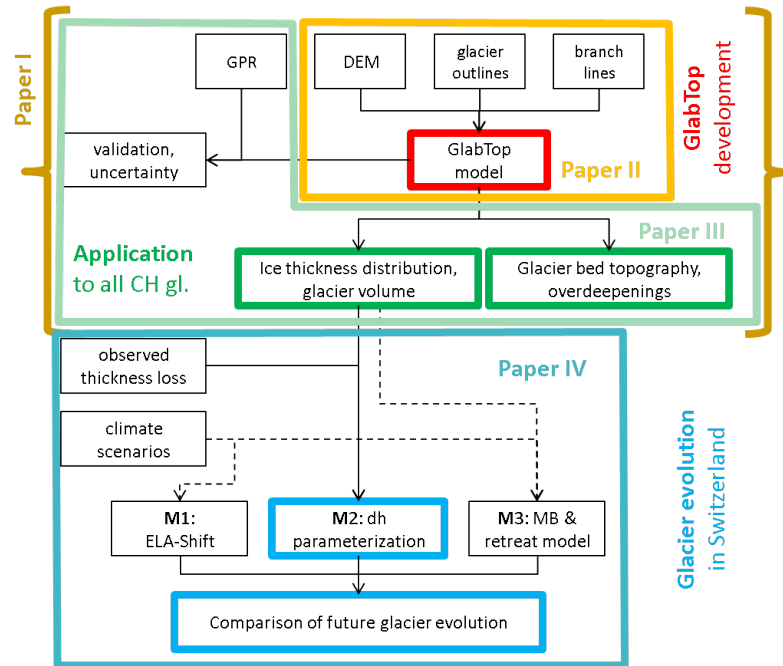 Paper I
GPR
DEM
glacier
outlines
branch
lines
GlabTop
development
validation,
uncertainty
GlabTop
model
Paper II
Paper III
Application
to all CH gl.
Ice thickness distribution,
glacier volume
Glacier bed topography,
overdeepenings
observed
thickness loss
Paper IV
climate
scenarios
Glacier evolution
in Switzerland
M1:
ELA-Shift
M2: dh
parameterization
M3: MB &
retreat model
Comparison of future glacier evolution